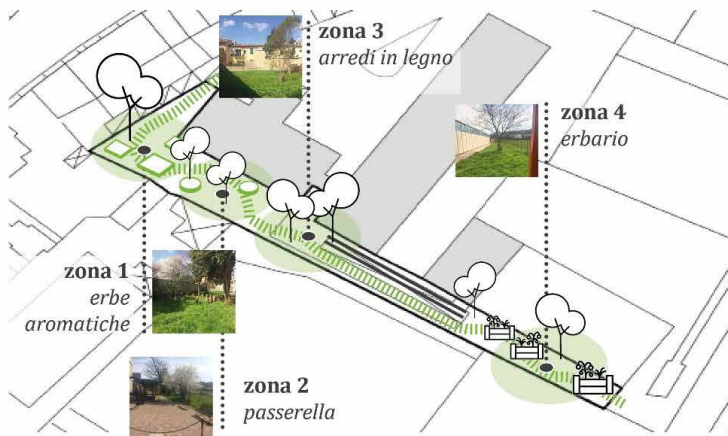 zona 3
arredi in legno
zona 4
erbario
zona 1
erbe
aromatiche
zona 2
passerella